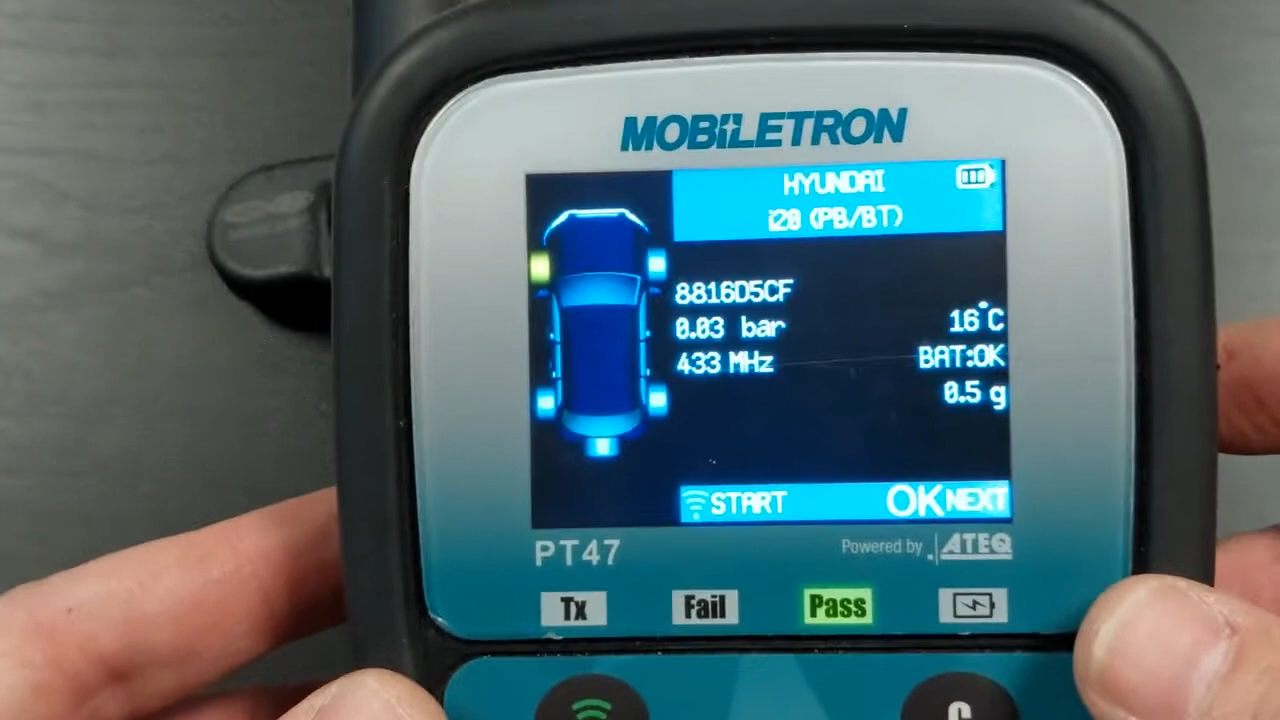 MOBILETRON
HYUNDAI
i20 (PB/BT)
8816D5CF
0.03 bar
16°C
433 MHz
BAT:OK
0.5 g
START
OK NEXT
PT47
Powered by ATEQ
Tx
Fail
Pass
C